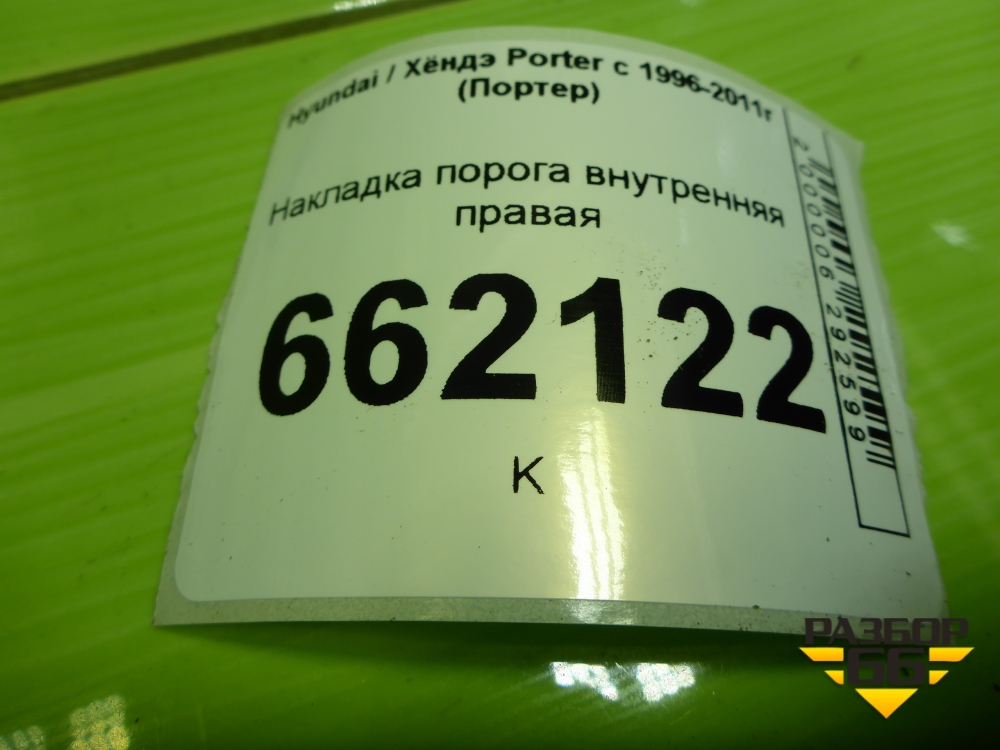 Hyundai / Хёндэ Porter с 1996-2011г
(Портер)
Накладка порога внутренняя
правая
662122
К
2000006292599
РАЗБОР
66